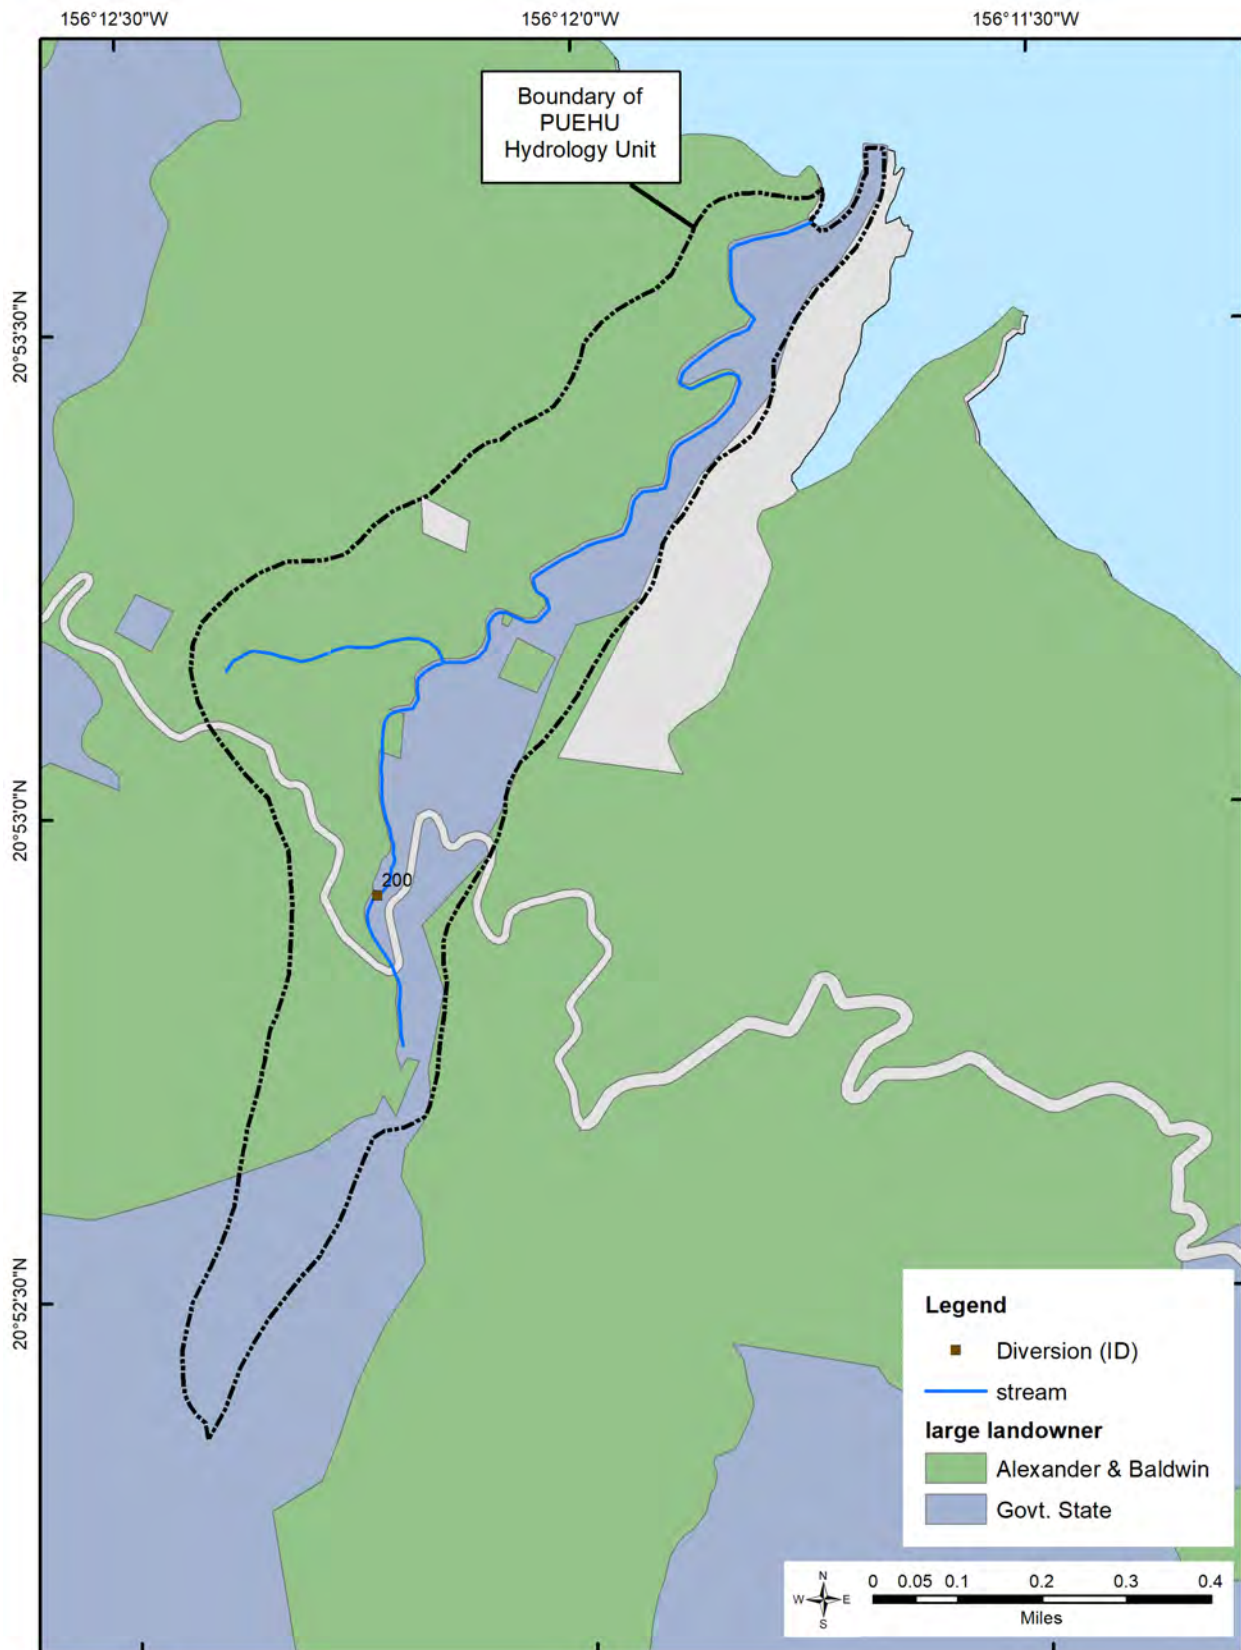 156°12'30"W
156°12'0"W
156°11'30"W
Boundary of
PUEHU
Hydrology Unit
20°53'30"N
20°53'0"N
200
20°52'30"N
Legend
Diversion (ID)
stream
large landowner
Alexander & Baldwin
Govt. State
N
W
E
S
0 0.05 0.1 0.2 0.3 0.4
Miles